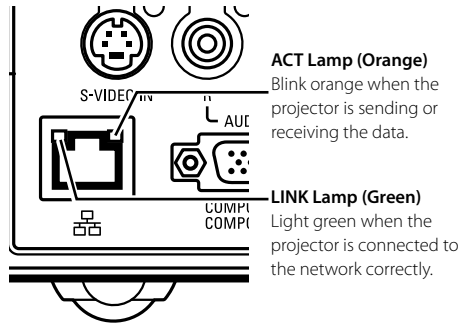 S-VIDEO IN
R
AUD
COMPU
COMPO
ACT Lamp (Orange)
Blink orange when the
projector is sending or
receiving the data.
LINK Lamp (Green)
Light green when the
projector is connected to
the network correctly.